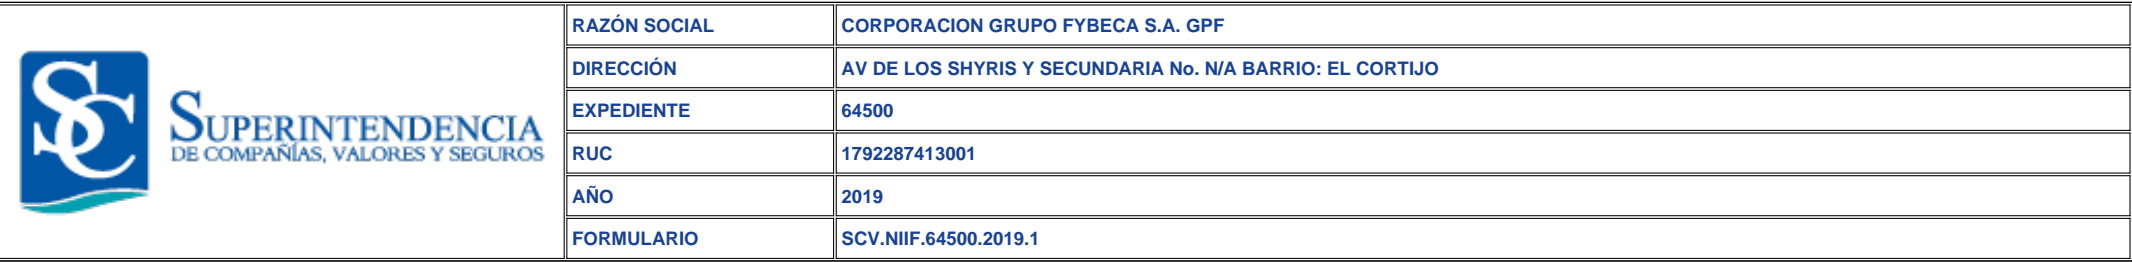 SC
SUPERINTENDENCIA
DE COMPAÑÍAS, VALORES Y SEGUROS
RAZÓN SOCIAL CORPORACION GRUPO FYBECA S.A. GPF
DIRECCIÓN AV DE LOS SHYRIS Y SECUNDARIA No. N/A BARRIO: EL CORTIJO
EXPEDIENTE 64500
RUC 1792287413001
AÑO 2019
FORMULARIO SCV.NIIF.64500.2019.1